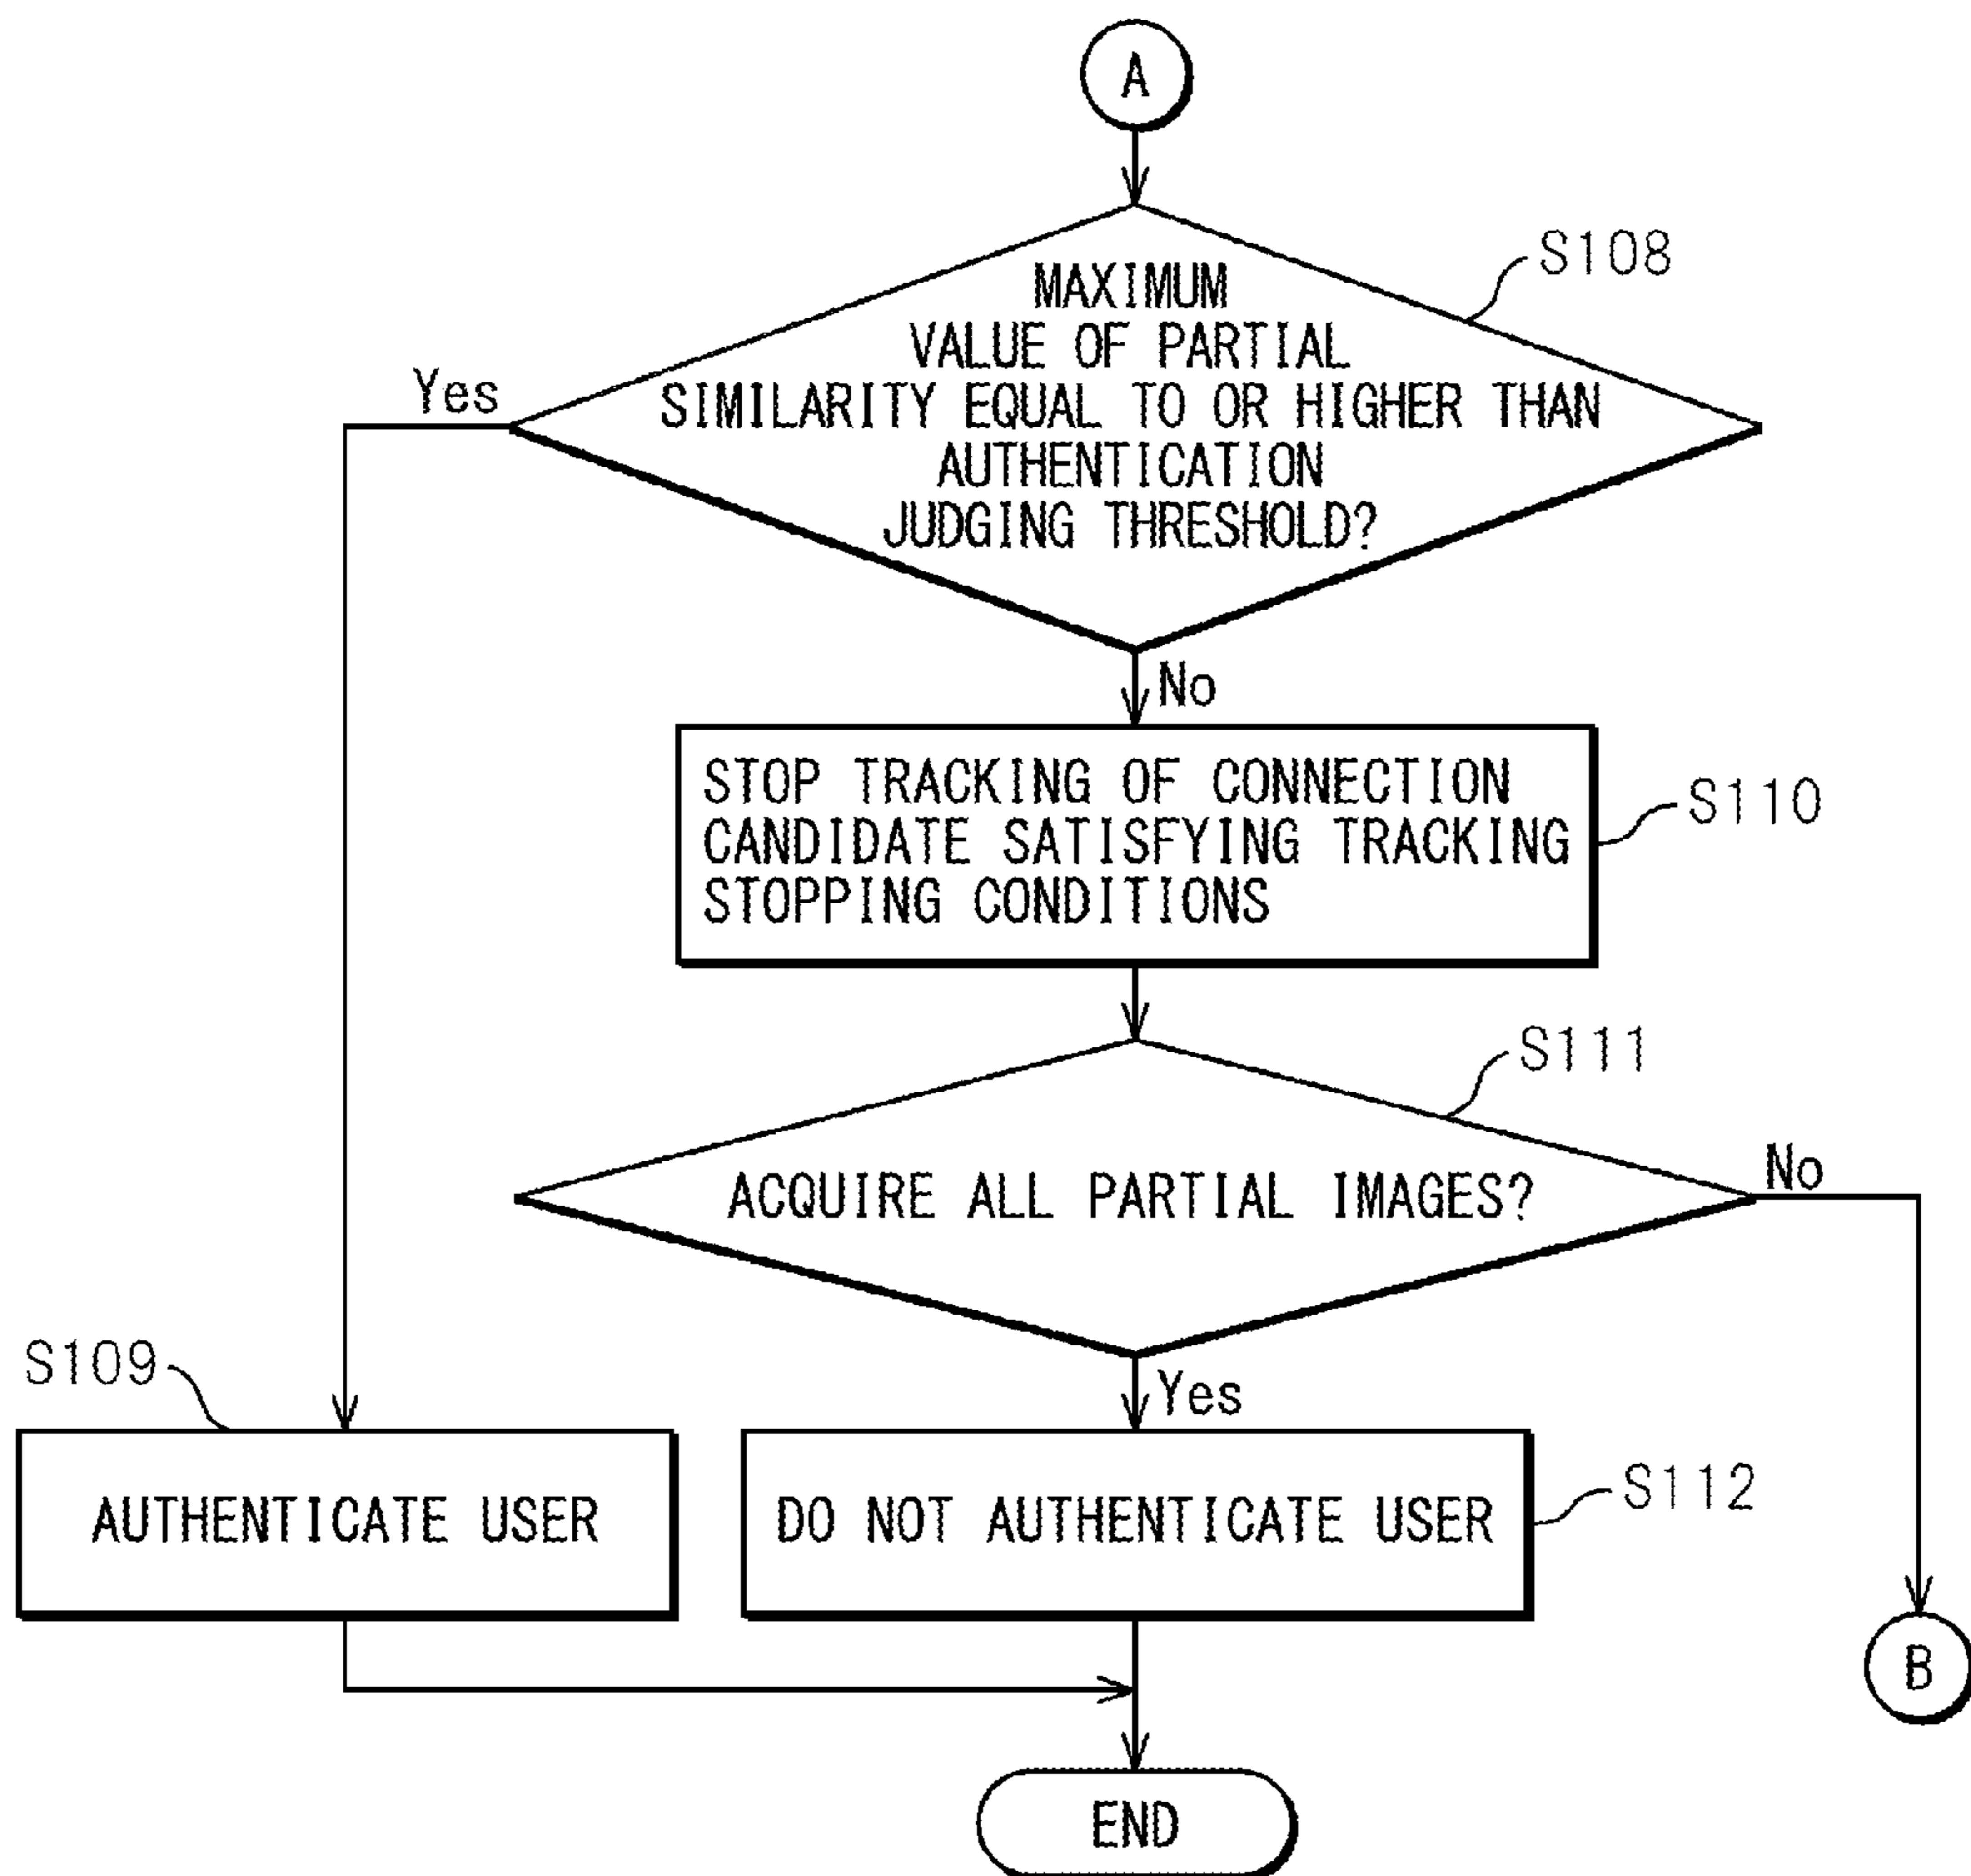 A
S108
MAXIMUM
VALUE OF PARTIAL
SIMILARITY EQUAL TO OR HIGHER THAN
AUTHENTICATION
JUDGING THRESHOLD?
Yes
No
STOP TRACKING OF CONNECTION
CANDIDATE SATISFYING TRACKING
STOPPING CONDITIONS
S110
S111
ACQUIRE ALL PARTIAL IMAGES?
No
Yes
S109
AUTHENTICATE USER
DO NOT AUTHENTICATE USER
S112
B
END